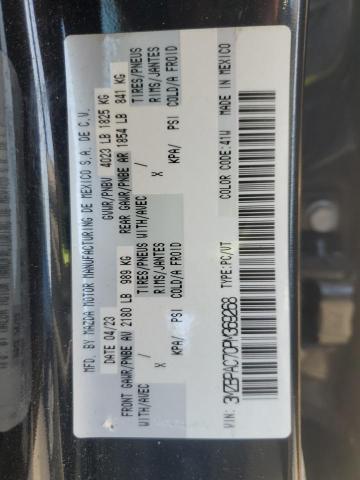 MFD. BY MAZDA MOTOR MANUFACTURING DE MEXICO S.A. DE C.V.
DATE 04/23 GVWR/PNBV 4023 LB 1825 KG
FRONT GAWR/PNBE AV 2180 LB 989 KG REAR GAWR/PNBE AR 1854 LB 841 KG
WITH/AVEC TIRES/PNEUS WITH/AVEC TIRES/PNEUS
/ X RIMS/JANTES / X RIMS/JANTES
KPA/ PSI COLD/A FROID KPA/ PSI COLD/A FROID
VIN: 3MZBPAC70PM369268 TYPE:PC/VT COLOR CODE:41W MADE IN MEXICO